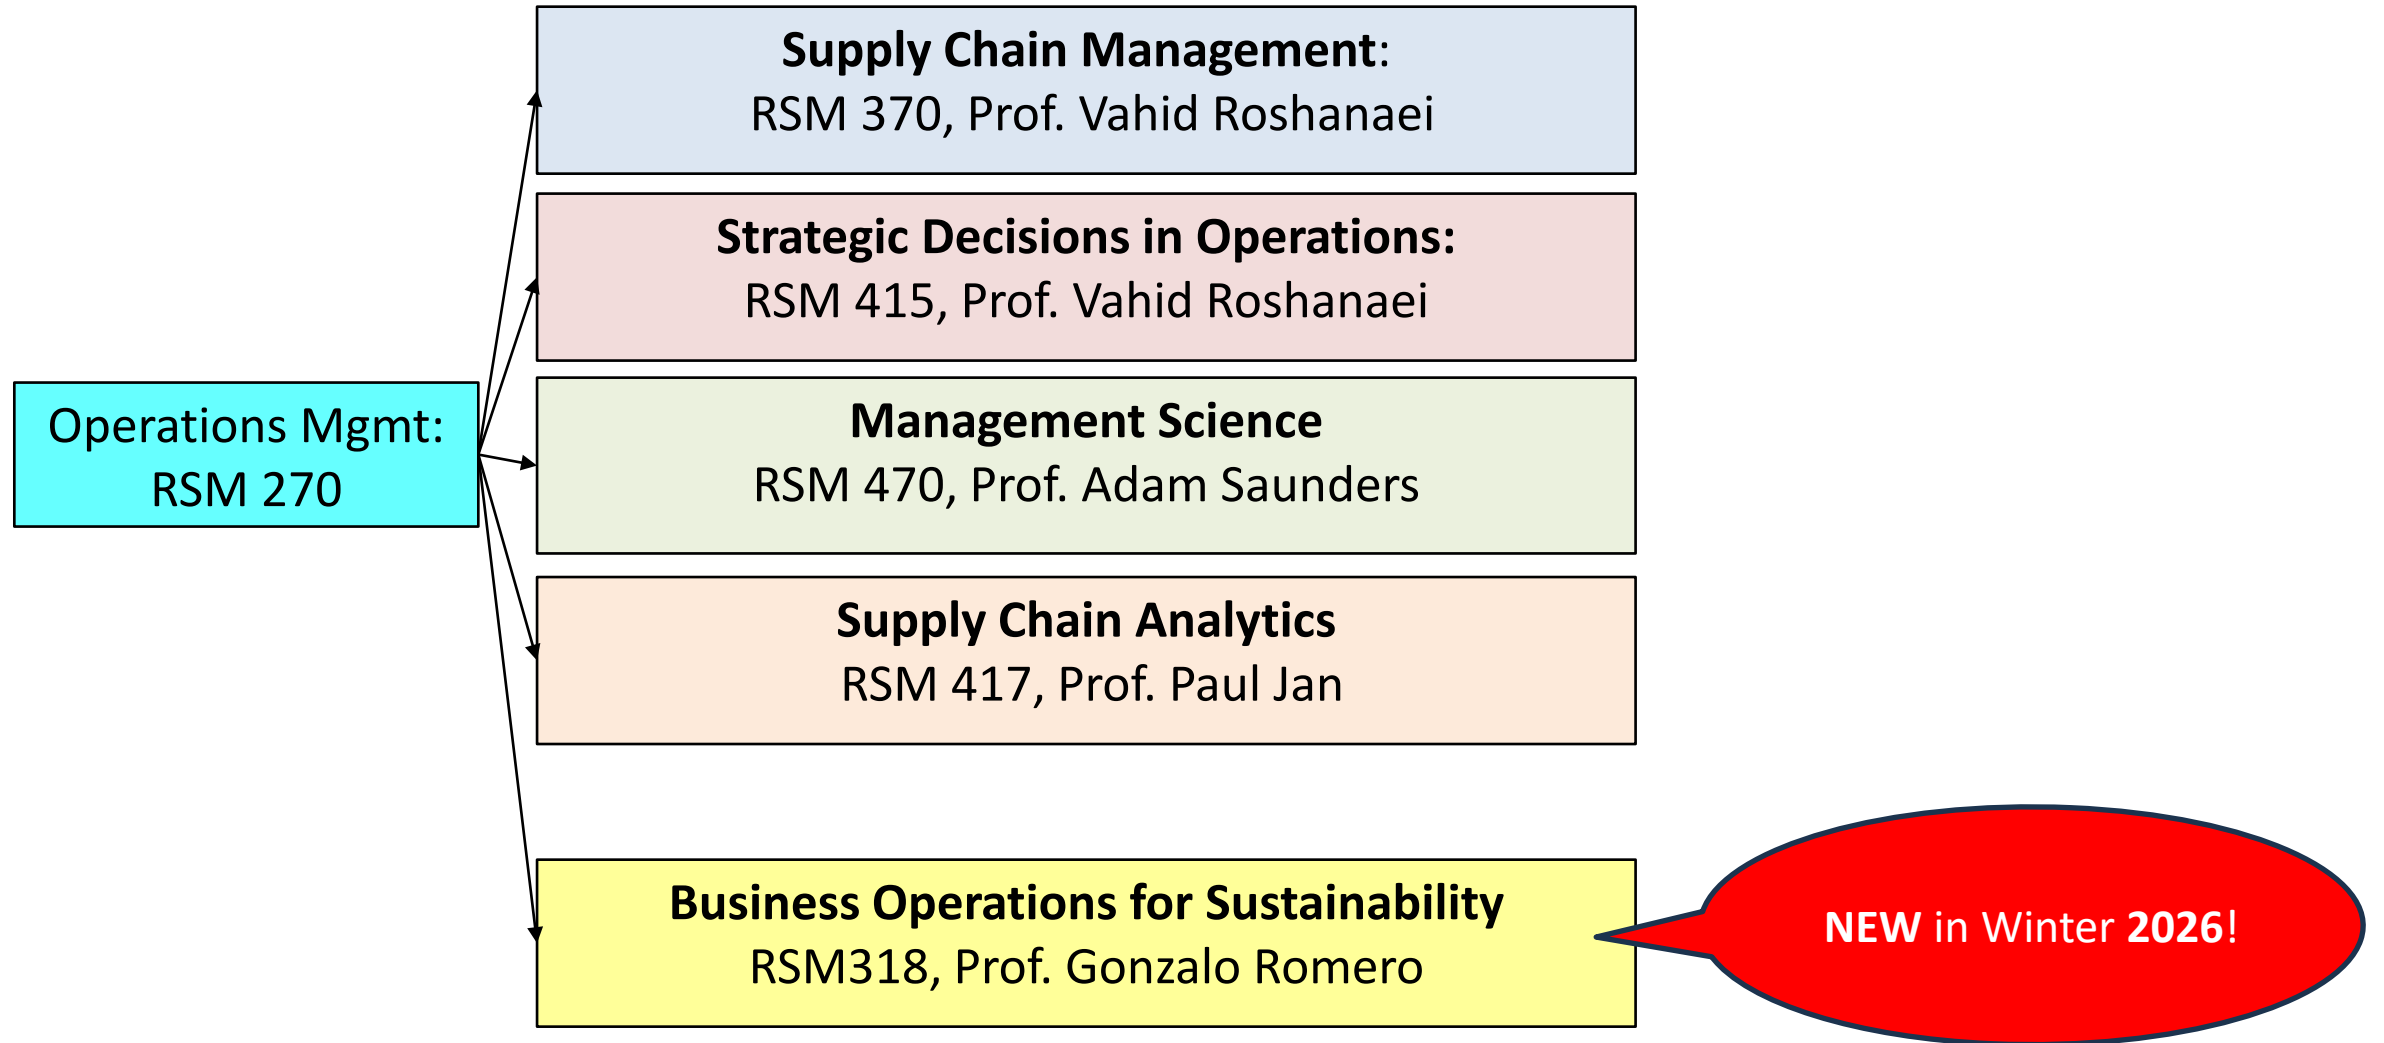 Supply Chain Management:
RSM 370, Prof. Vahid Roshanaei
Strategic Decisions in Operations:
RSM 415, Prof. Vahid Roshanaei
Operations Mgmt:
RSM 270
Management Science
RSM 470, Prof. Adam Saunders
Supply Chain Analytics
RSM 417, Prof. Paul Jan
Business Operations for Sustainability
RSM318, Prof. Gonzalo Romero
NEW in Winter 2026!